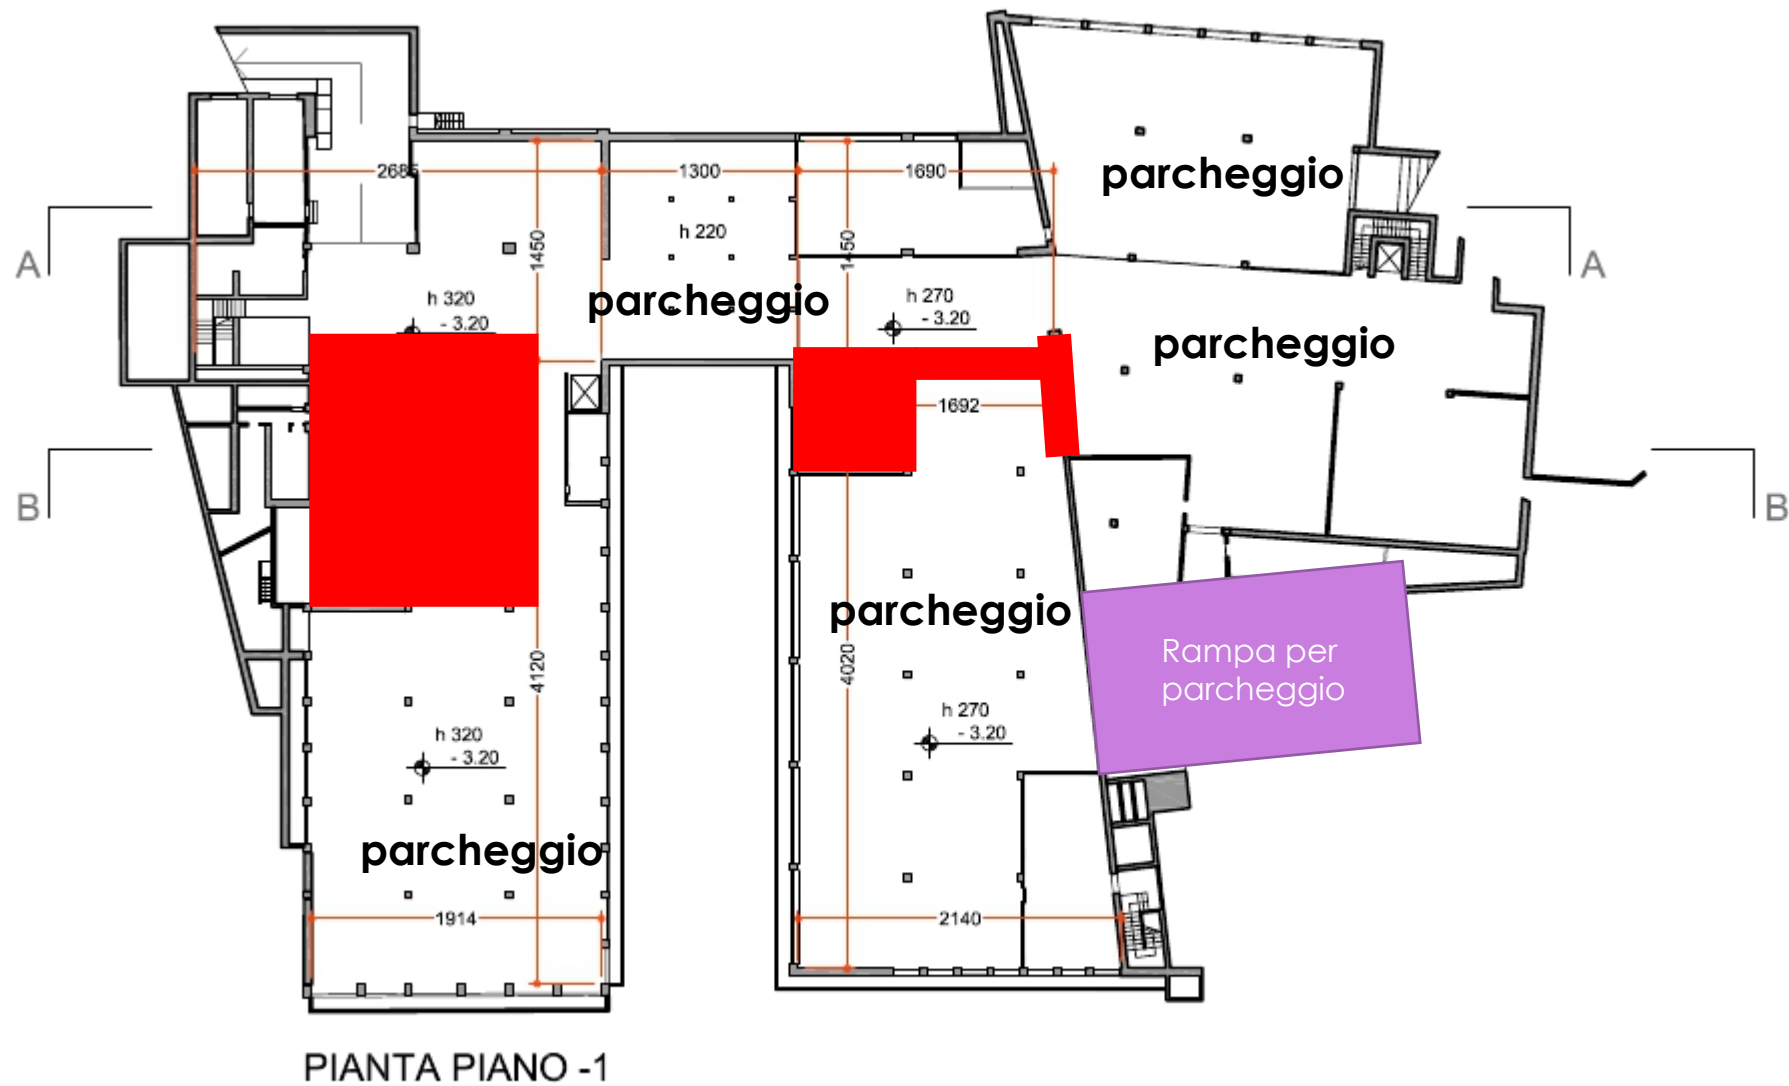 2685
1300
1690
parcheggio
1450
h 220
1450
A
A
h 320
- 3.20
parcheggio
h 270
- 3.20
parcheggio
1692
B
B
parcheggio
4120
4020
Rampa per
parcheggio
h 320
- 3.20
h 270
- 3.20
parcheggio
1914
2140
PIANTA PIANO -1